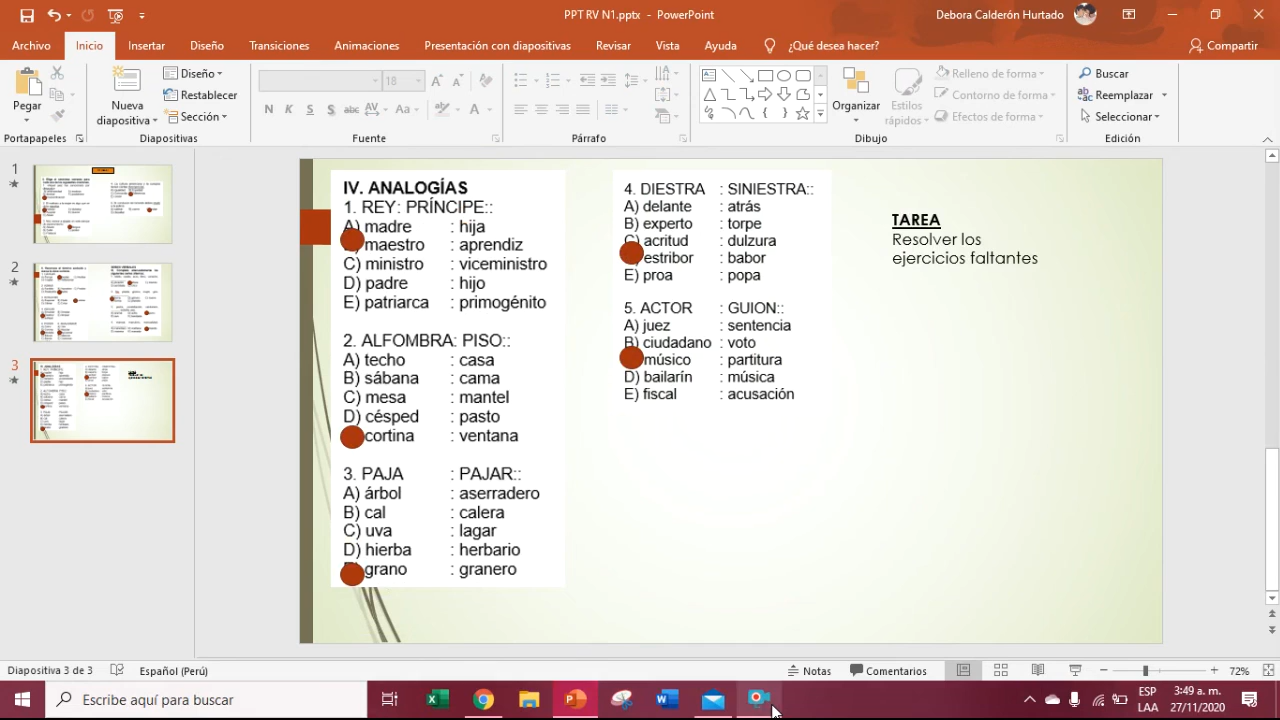 PPT RV N1.pptx - PowerPoint
Debora Calderón Hurtado
Archivo Inicio Insertar Diseño Transiciones Animaciones Presentación con diapositivas Revisar Vista Ayuda ¿Qué desea hacer? Compartir
Pegar
Nueva diapositiva
Diseño
Restablecer
Sección
18
N K S S abc AV Aa A
Organizar
Estilos rápidos
Relleno de forma
Contorno de forma
Efectos de forma
Buscar
Reemplazar
Seleccionar
Portapapeles Diapositivas Fuente Párrafo Dibujo Edición
1
2
3
IV. ANALOGÍAS
1. REY: PRÍNCIPE::
A) madre : hija
maestro : aprendiz
C) ministro : viceministro
D) padre : hijo
E) patriarca : primogénito
2. ALFOMBRA: PISO::
A) techo : casa
B) sábana : cama
C) mesa : mantel
D) césped : pasto
cortina : ventana
3. PAJA : PAJAR::
A) árbol : aserradero
B) cal : calera
C) uva : lagar
D) hierba : herbario
grano : granero
4. DIESTRA : SINIESTRA::
A) delante : atrás
B) experto : torpe
C) acritud : dulzura
estribor : babor
E) proa : popa
5. ACTOR : GUION::
A) juez : sentencia
B) ciudadano : voto
músico : partitura
D) bailarín : música
E) fiscal : acusación
TAREA
Resolver los
ejercicios faltantes
Diapositiva 3 de 3 Español (Perú) Notas Comentarios 72%
Escribe aquí para buscar
ESP
LAA
3:49 a. m.
27/11/2020